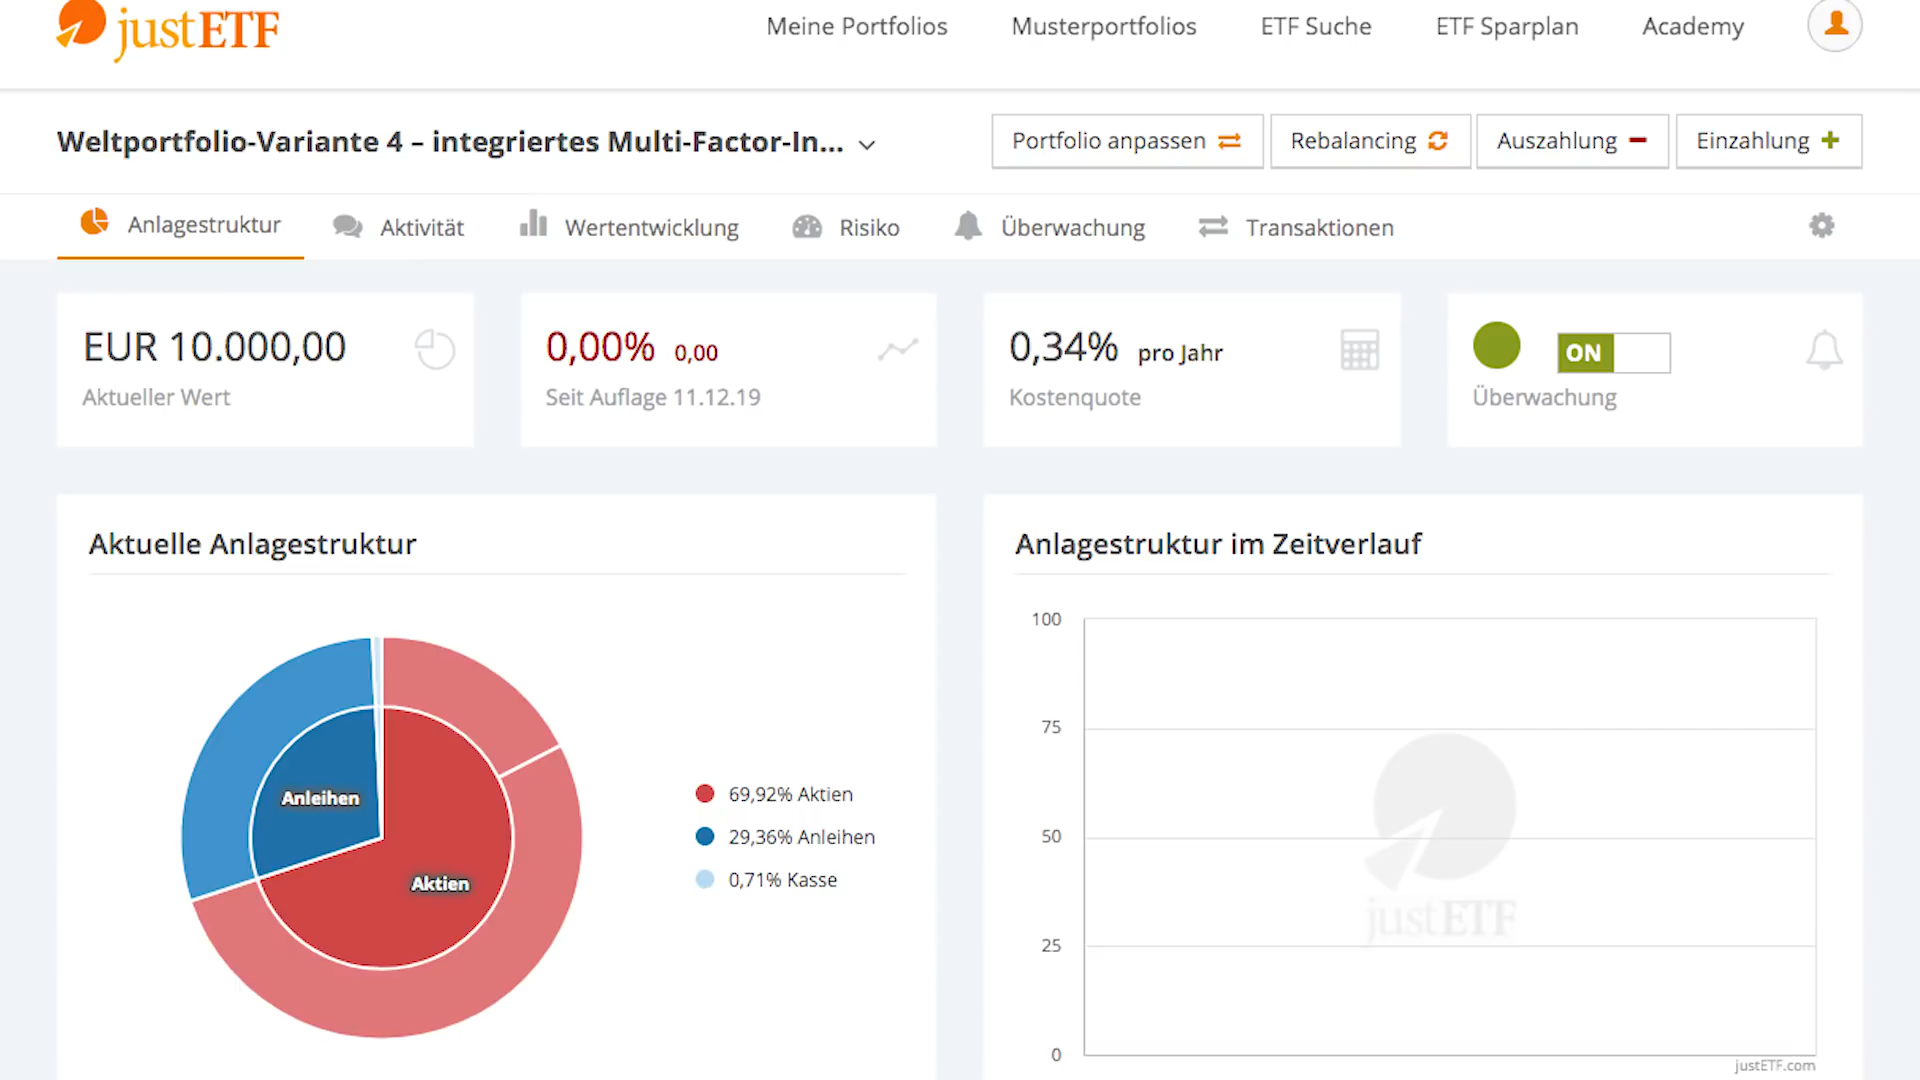 justETF
Meine Portfolios
Musterportfolios
ETF Suche
ETF Sparplan
Academy
Weltportfolio-Variante 4 – integriertes Multi-Factor-In...
Portfolio anpassen
Rebalancing
Auszahlung
Einzahlung
Anlagestruktur
Aktivität
Wertentwicklung
Risiko
Überwachung
Transaktionen
EUR 10.000,00
Aktueller Wert
0,00% 0,00
Seit Auflage 11.12.19
0,34% pro Jahr
Kostenquote
ON
Überwachung
Aktuelle Anlagestruktur
Anleihen
Aktien
69,92% Aktien
29,36% Anleihen
0,71% Kasse
Anlagestruktur im Zeitverlauf
100
75
50
25
0
justETF
justETF.com